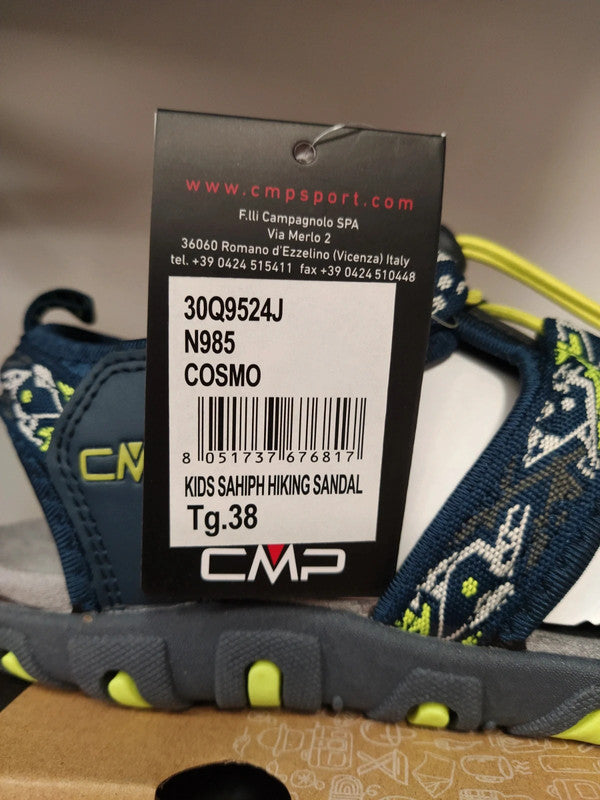 www.cmpsport.com
F.lli Campagnolo SPA
Via Merlo 2
36060 Romano d'Ezzelino (Vicenza) Italy
tel. +39 0424 515411 fax +39 0424 510448
30Q9524J
N985
COSMO
8 051737 676817
KIDS SAHIPH HIKING SANDAL
Tg.38
CMP
CM